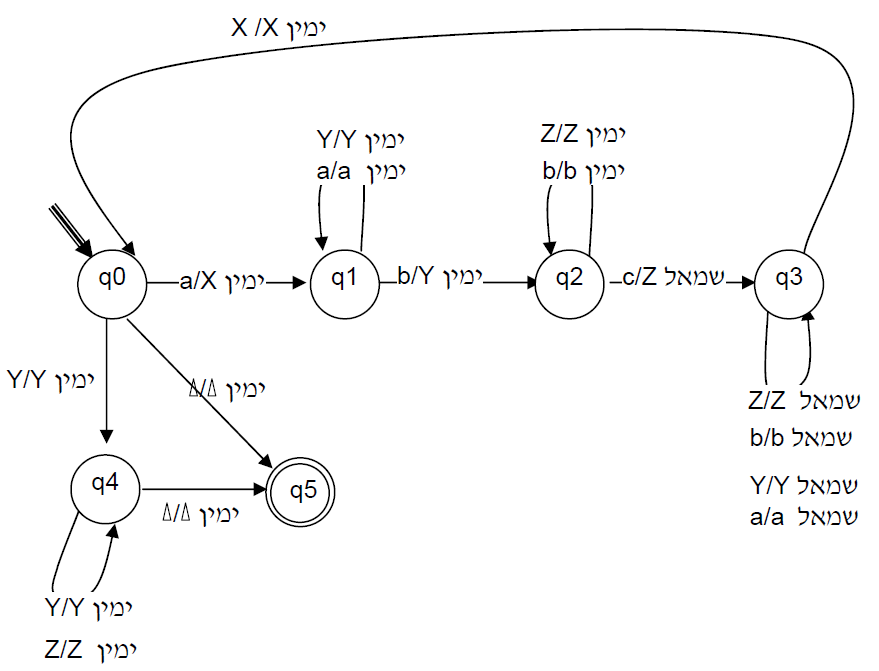 X /X ימין
Y/Y ימין
a/a ימין
Z/Z ימין
b/b ימין
q0
a/X ימין
q1
b/Y ימין
q2
c/Z שמאל
q3
Y/Y ימין
Δ/Δ ימין
Z/Z שמאל
b/b שמאל
Y/Y שמאל
a/a שמאל
q4
Δ/Δ ימין
q5
Y/Y ימין
Z/Z ימין